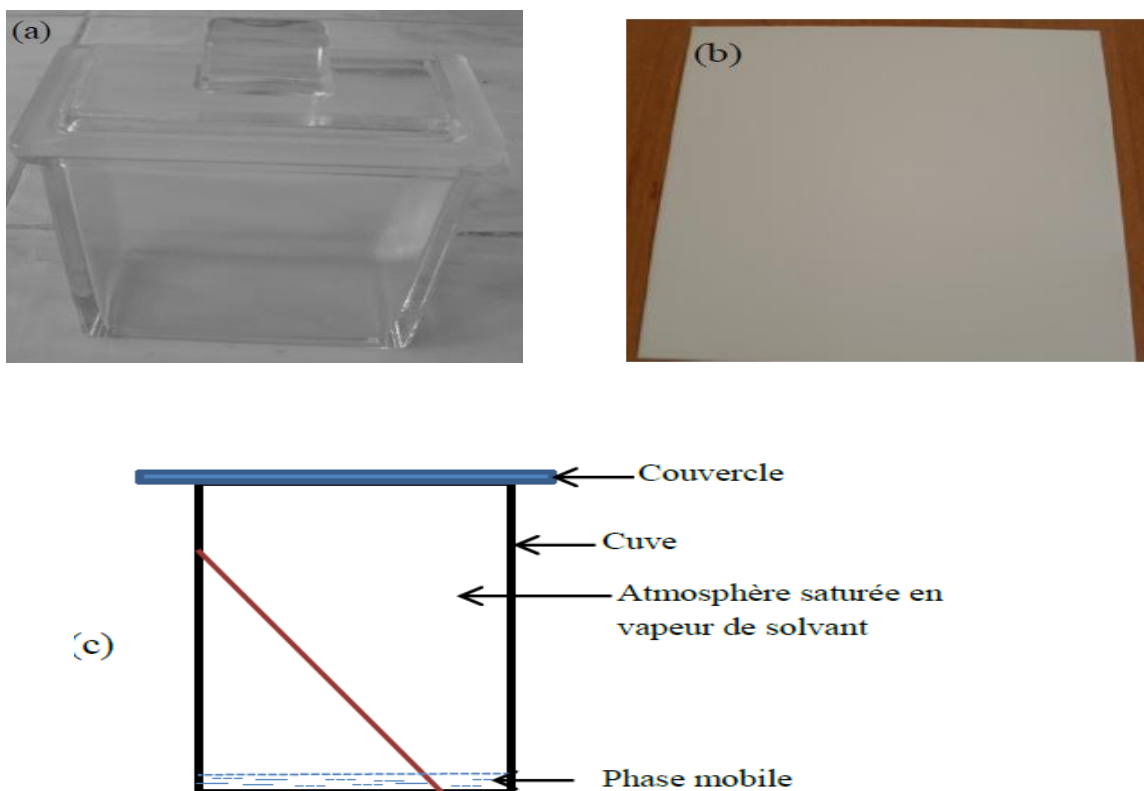 (a)
(b)
Couvercle
Cuve
Atmosphère saturée en
vapeur de solvant
(c)
Phase mobile